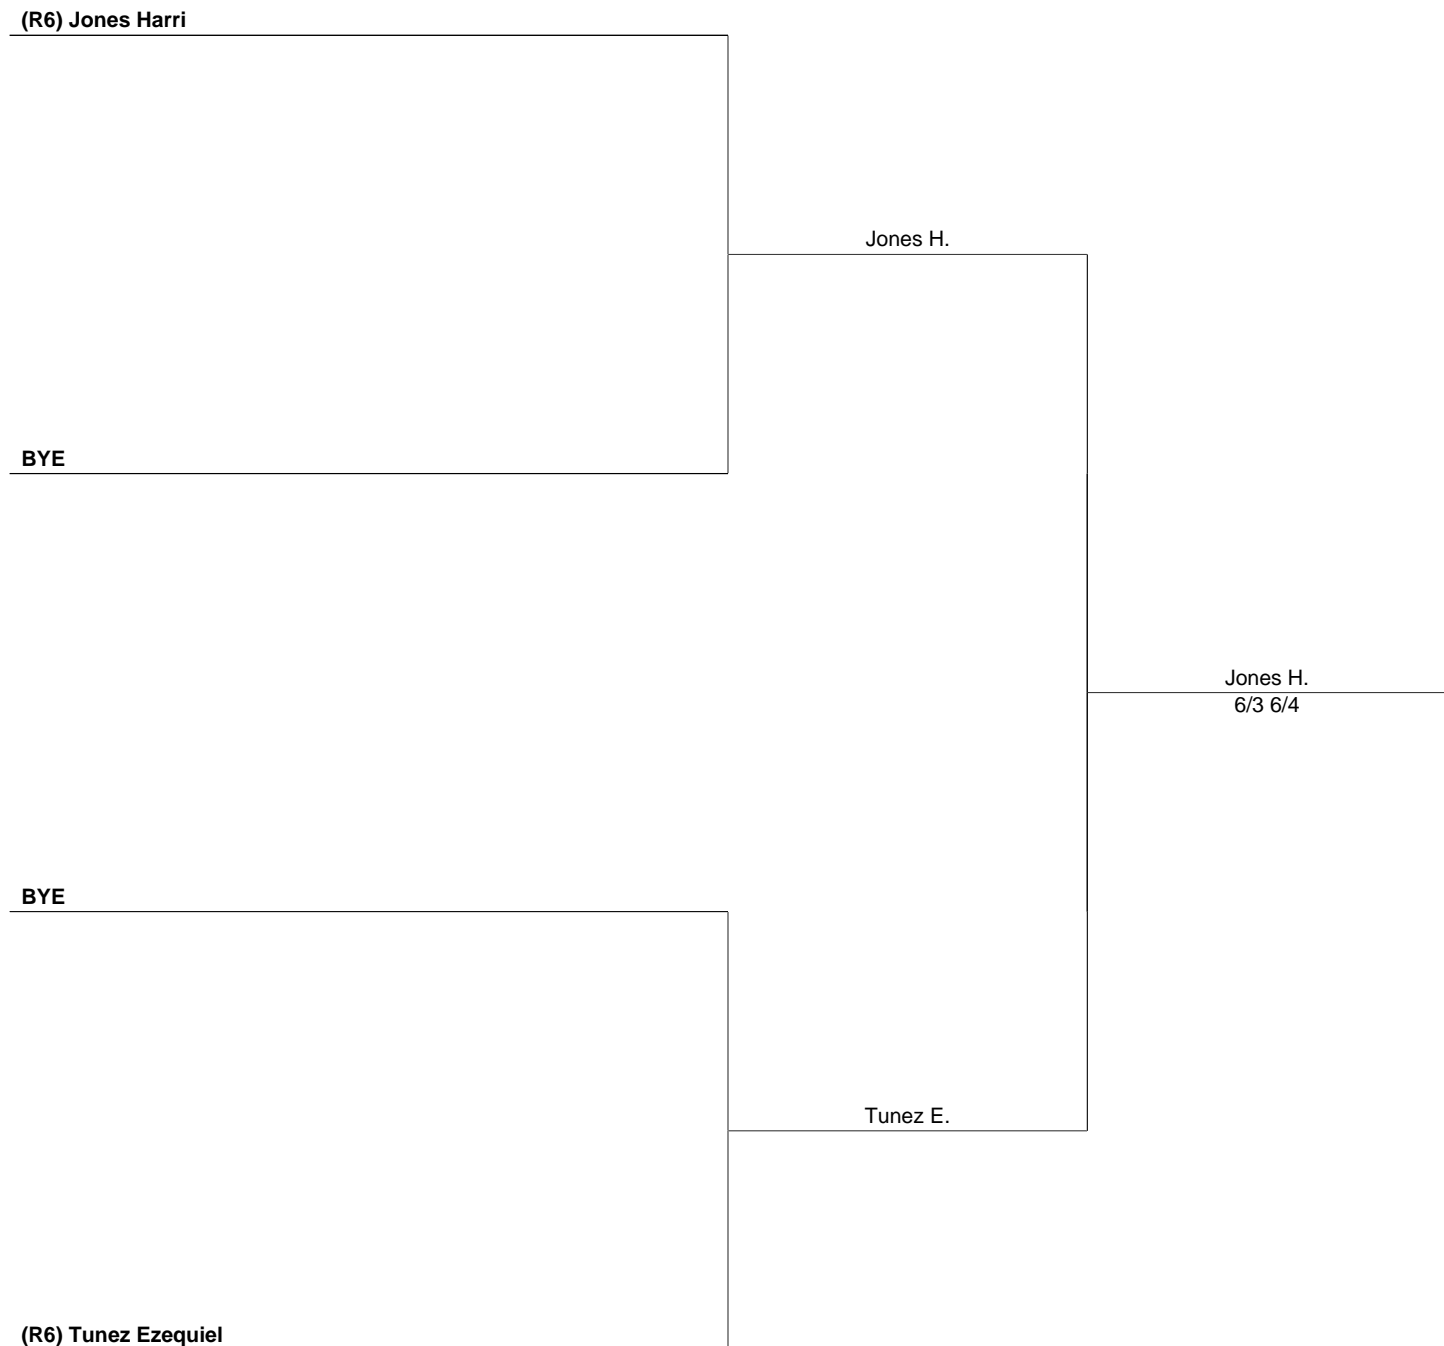 (R6) Jones Harri
Jones H.
BYE
Jones H.
6/3 6/4
BYE
Tunez E.
(R6) Tunez Ezequiel